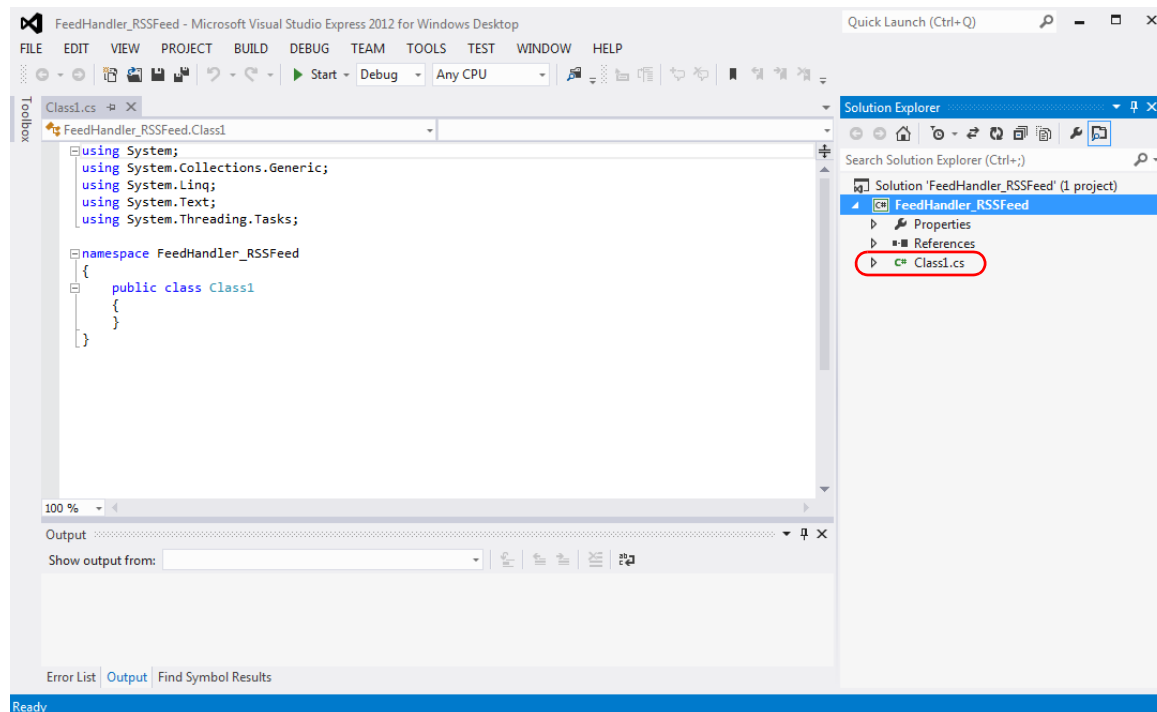 FeedHandler_RSSFeed - Microsoft Visual Studio Express 2012 for Windows Desktop
Quick Launch (Ctrl+Q)
FILE EDIT VIEW PROJECT BUILD DEBUG TEAM TOOLS TEST WINDOW HELP
Start Debug Any CPU
Toolbox
Class1.cs
FeedHandler_RSSFeed.Class1
using System;
using System.Collections.Generic;
using System.Linq;
using System.Text;
using System.Threading.Tasks;
namespace FeedHandler_RSSFeed
{
public class Class1
{
}
}
100 %
Output
Show output from:
Error List Output Find Symbol Results
Solution Explorer
Search Solution Explorer (Ctrl+;)
Solution 'FeedHandler_RSSFeed' (1 project)
C# FeedHandler_RSSFeed
Properties
References
C# Class1.cs
Ready